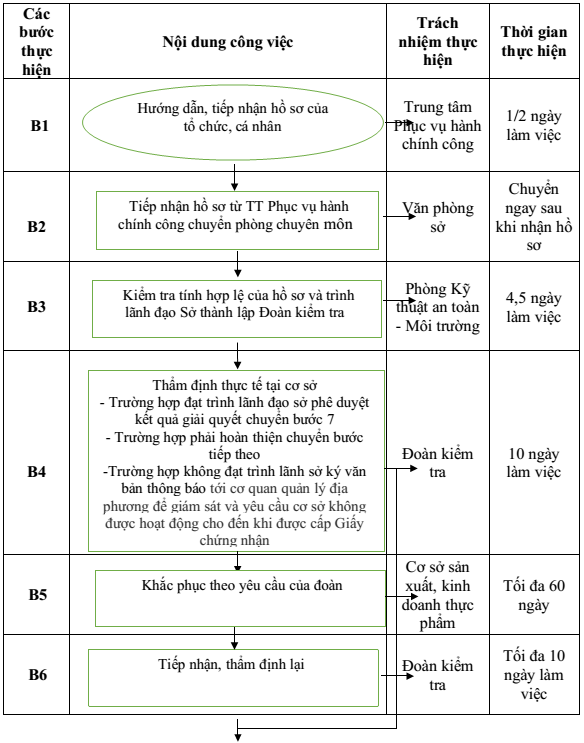 Các bước thực hiện
Nội dung công việc
Trách nhiệm thực hiện
Thời gian thực hiện
B1
Hướng dẫn, tiếp nhận hồ sơ của
tổ chức, cá nhân
Trung tâm
Phục vụ hành
chính công
1/2 ngày
làm việc
B2
Tiếp nhận hồ sơ từ TT Phục vụ hành
chính công chuyển phòng chuyên môn
Văn phòng
sở
Chuyển
ngay sau
khi nhận hồ
sơ
B3
Kiểm tra tính hợp lệ của hồ sơ và trình
lãnh đạo Sở thành lập Đoàn kiểm tra
Phòng Kỹ
thuật an toàn
- Môi trường
4,5 ngày
làm việc
B4
Thẩm định thực tế tại cơ sở
- Trường hợp đạt trình lãnh đạo sở phê duyệt
kết quả giải quyết chuyển bước 7
- Trường hợp phải hoàn thiện chuyển bước
tiếp theo
-Trường hợp không đạt trình lãnh sở ký văn
bản thông báo tới cơ quan quản lý địa
phương để giám sát và yêu cầu cơ sở không
được hoạt động cho đến khi được cấp Giấy
chứng nhận
Đoàn kiểm
tra
10 ngày
làm việc
B5
Khắc phục theo yêu cầu của đoàn
Cơ sở sản
xuất, kinh
doanh thực
phẩm
Tối đa 60
ngày
B6
Tiếp nhận, thẩm định lại
Đoàn kiểm
tra
Tối đa 10
ngày làm
việc